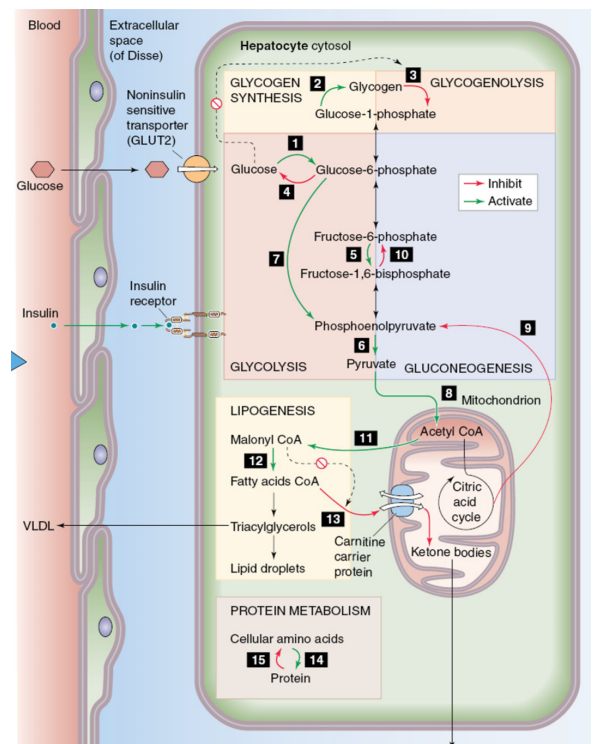 Blood
Extracellular
space
(of Disse)
Hepatocyte cytosol
Noninsulin
sensitive
transporter
(GLUT2)
GLYCOGEN
SYNTHESIS
2
Glycogen
3
GLYCOGENOLYSIS
Glucose-1-phosphate
Glucose
Glucose
1
Glucose-6-phosphate
4
Inhibit
Activate
7
Fructose-6-phosphate
5
10
Fructose-1,6-bisphosphate
Insulin
Insulin
receptor
Phosphoenolpyruvate
9
6
Pyruvate
GLYCOLYSIS
GLUCONEOGENESIS
8
Mitochondrion
LIPOGENESIS
Malonyl CoA
11
Acetyl CoA
12
Fatty acids CoA
Citric
acid
cycle
13
VLDL
Triacylglycerols
Carnitine
carrier
protein
Ketone bodies
Lipid droplets
PROTEIN METABOLISM
Cellular amino acids
15
14
Protein